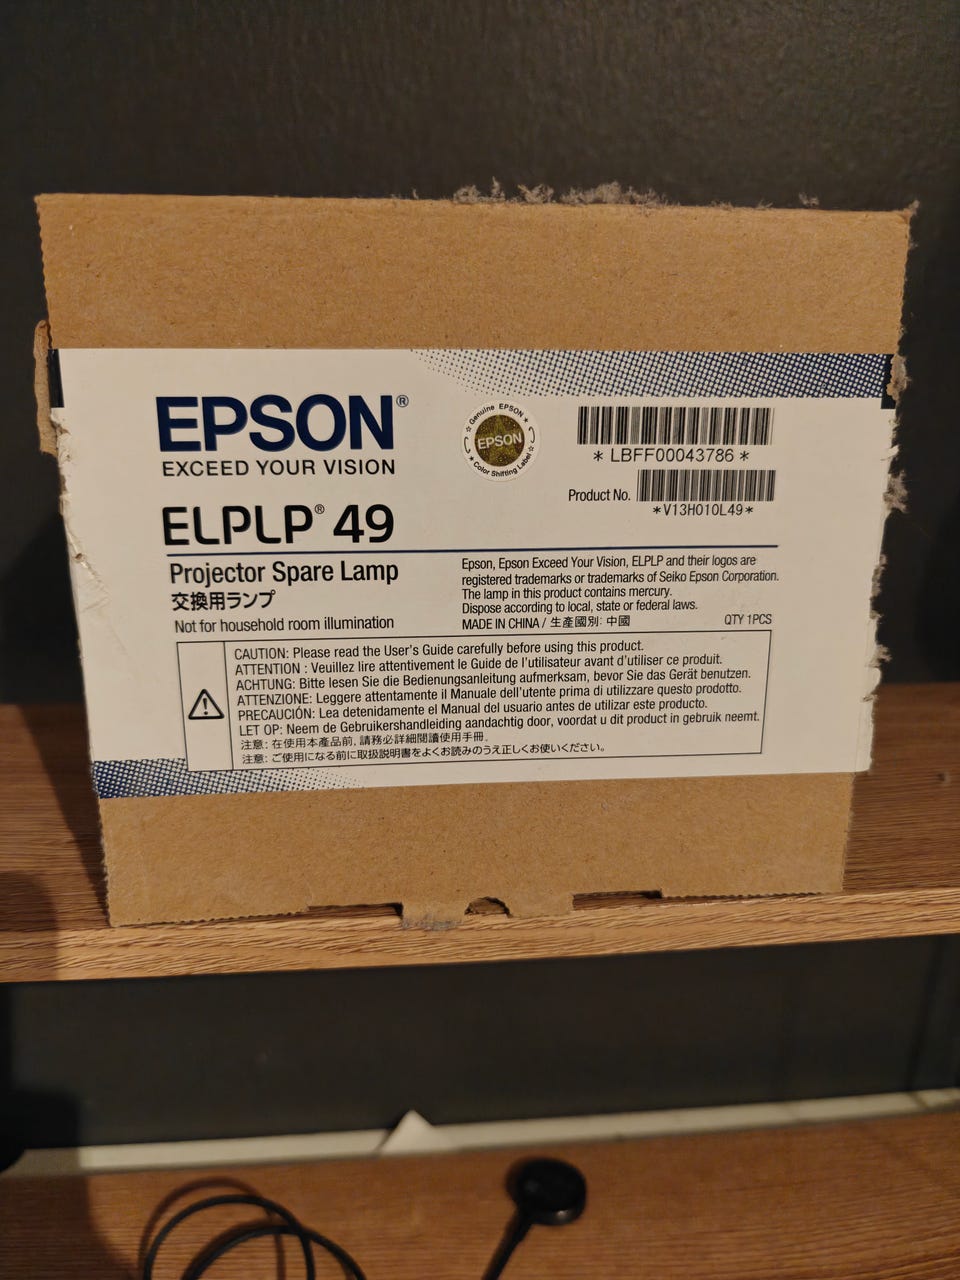 EPSON®
EXCEED YOUR VISION
Genuine EPSON
EPSON
Color Shifting Label
* LBFF00043786 *
Product No.
*V13H010L49*
ELPLP® 49
Projector Spare Lamp
交換用ランプ
Not for household room illumination
Epson, Epson Exceed Your Vision, ELPLP and their logos are
registered trademarks or trademarks of Seiko Epson Corporation.
The lamp in this product contains mercury.
Dispose according to local, state or federal laws.
MADE IN CHINA / 生產國別: 中國
QTY 1PCS
CAUTION: Please read the User's Guide carefully before using this product.
ATTENTION : Veuillez lire attentivement le Guide de l'utilisateur avant d'utiliser ce produit.
ACHTUNG: Bitte lesen Sie die Bedienungsanleitung aufmerksam, bevor Sie das Gerät benutzen.
ATTENZIONE: Leggere attentamente il Manuale dell'utente prima di utilizzare questo prodotto.
PRECAUCIÓN: Lea detenidamente el Manual del usuario antes de utilizar este producto.
LET OP: Neem de Gebruikershandleiding aandachtig door, voordat u dit product in gebruik neemt.
注意: 在使用本產品前, 請務必詳細閱讀使用手冊.
注意: ご使用になる前に取扱説明書をよくお読みのうえ正しくお使いください。